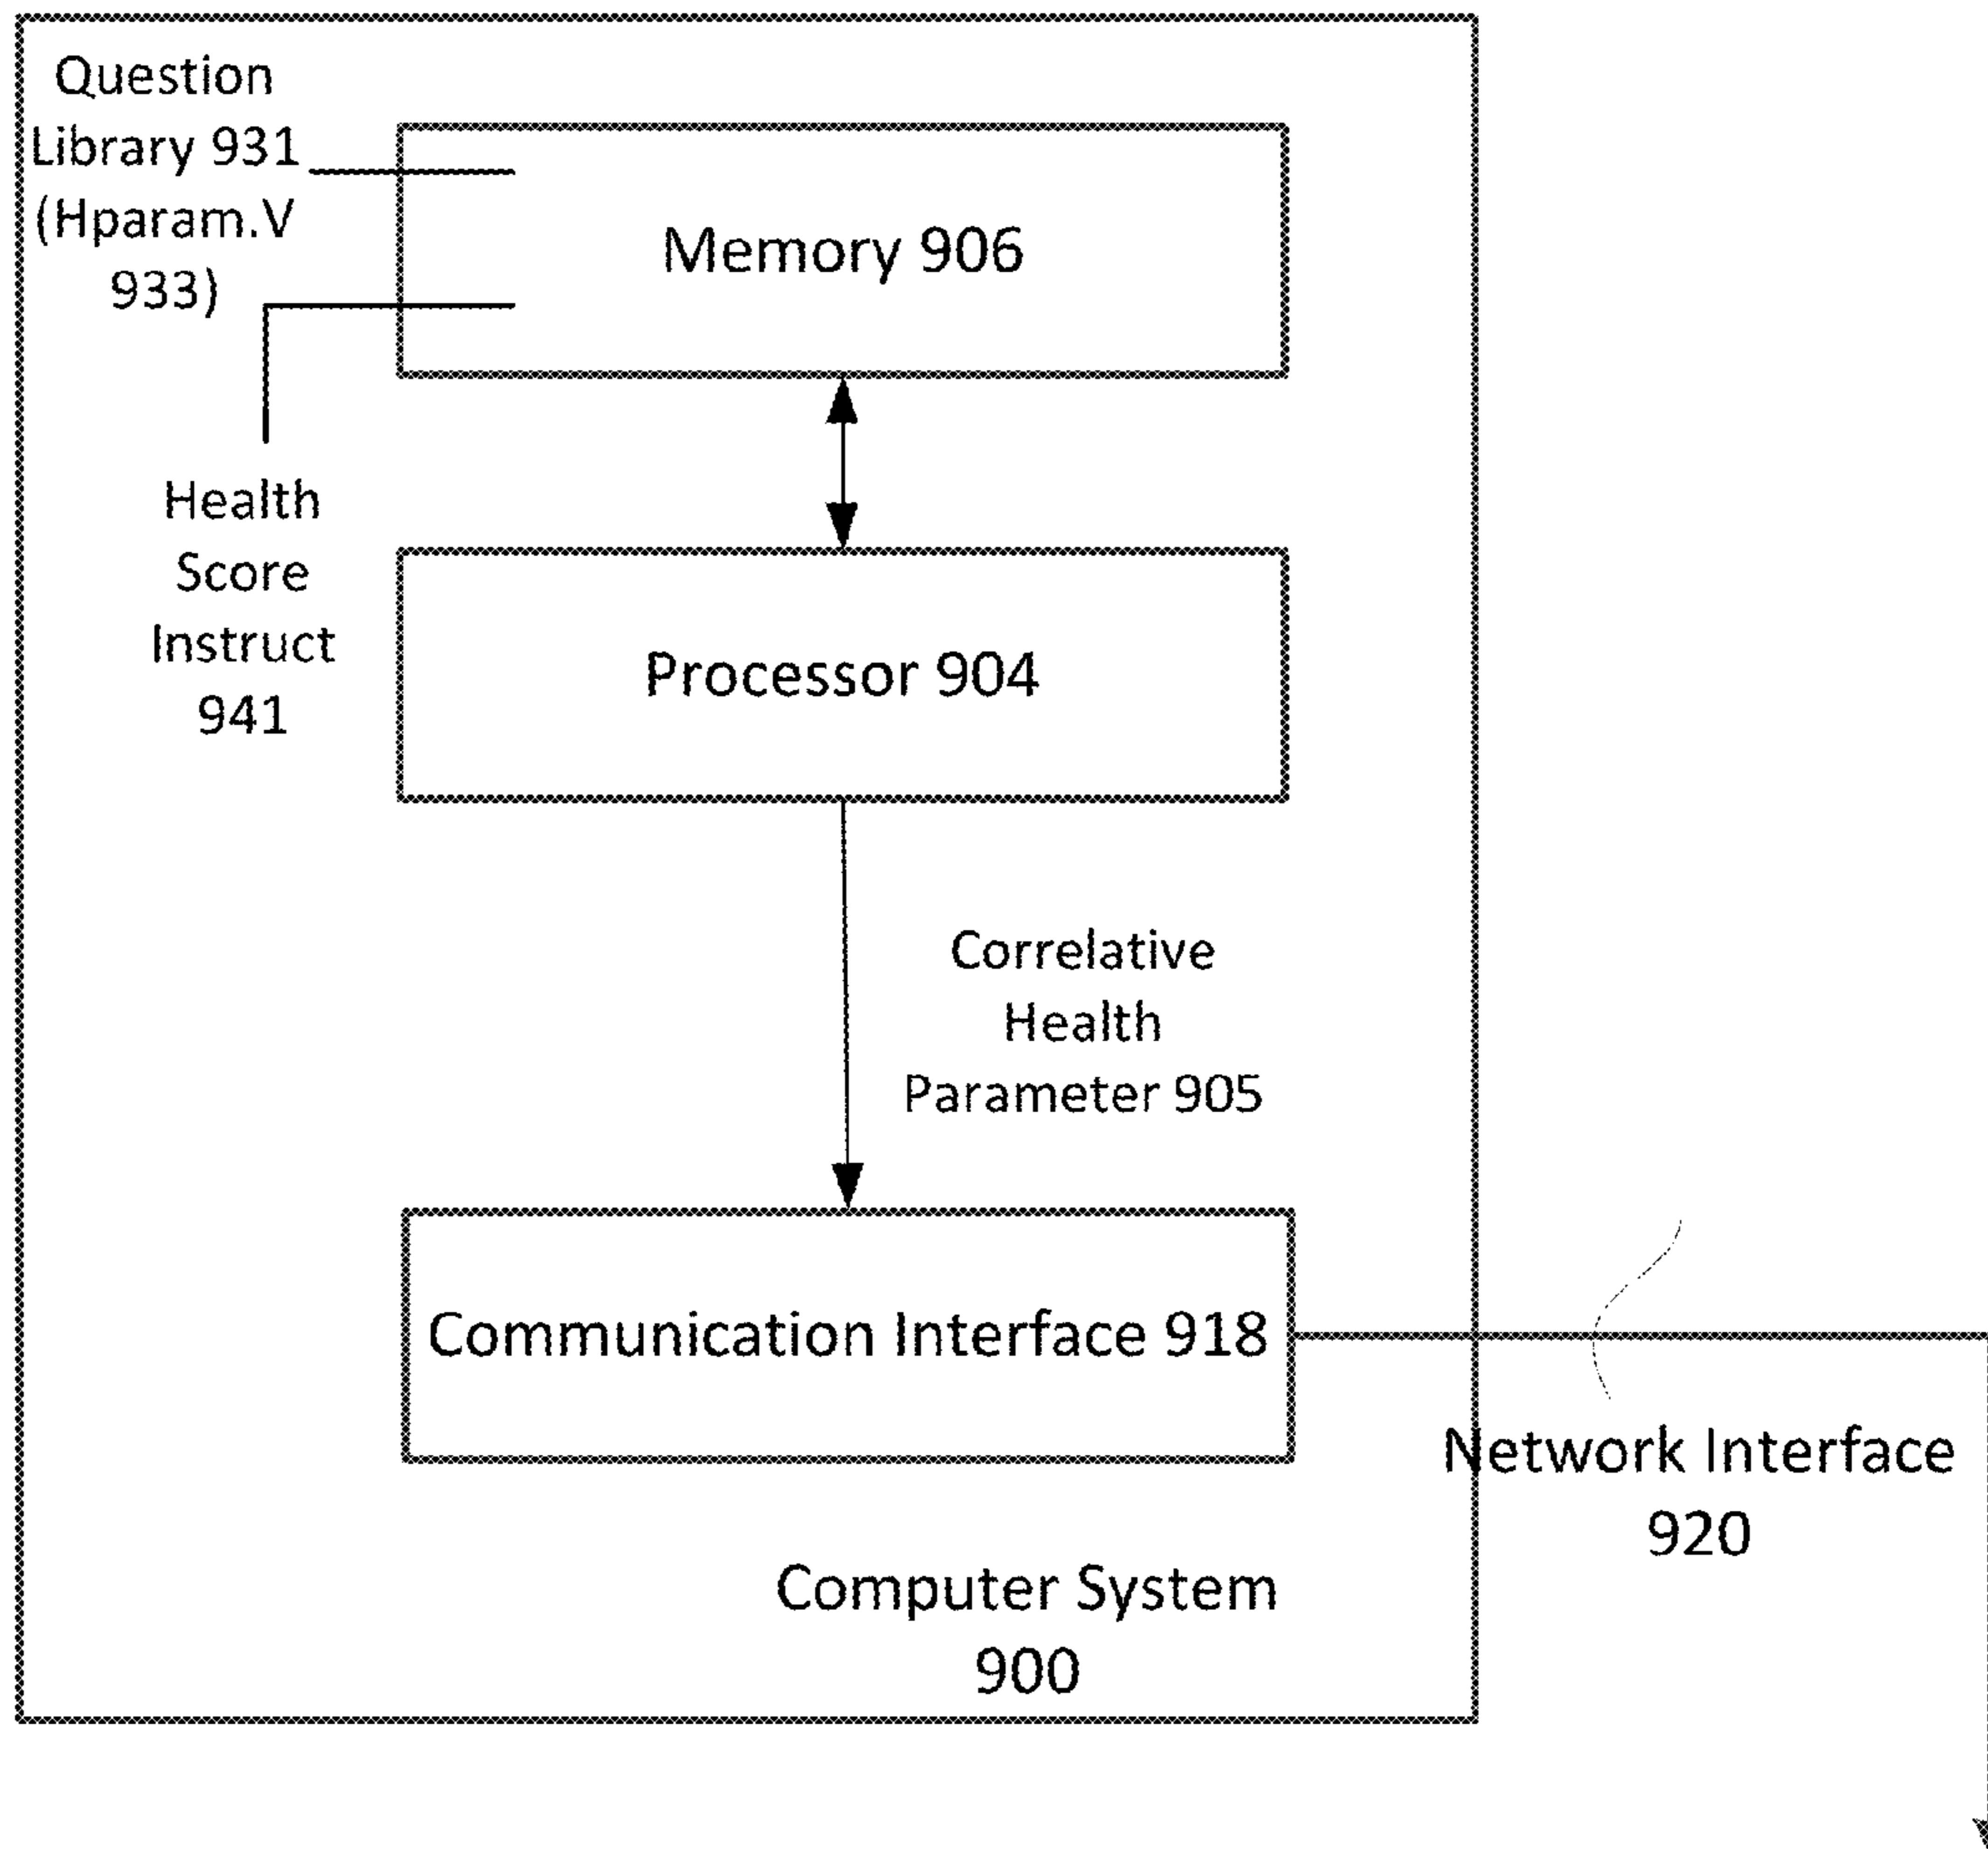 Question
Library 931
(Hparam.V
933)
Memory 906
Health
Score
Instruct
941
Processor 904
Correlative
Health
Parameter 905
Communication Interface 918
Network Interface
920
Computer System
900